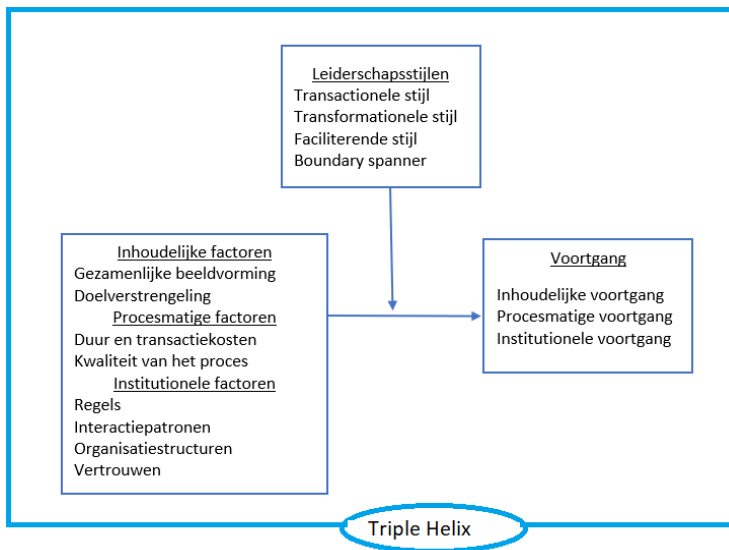 Leiderschapsstijlen
Transactionele stijl
Transformationele stijl
Faciliterende stijl
Boundary spanner
Inhoudelijke factoren
Gezamenlijke beeldvorming
Doelverstrengeling
Procesmatige factoren
Duur en transactiekosten
Kwaliteit van het proces
Institutionele factoren
Regels
Interactiepatronen
Organisatiestructuren
Vertrouwen
Voortgang
Inhoudelijke voortgang
Procesmatige voortgang
Institutionele voortgang
Triple Helix